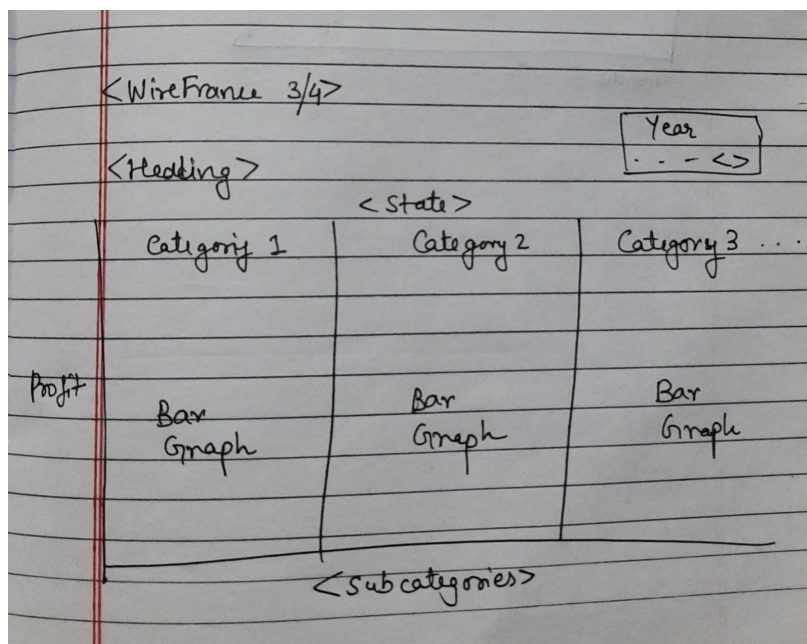 <WireFrame 3/4>
Year
. . - <>
<Hedding>
<State>
Category 1
Category 2
Category 3 ...
Profit
Bar
Graph
Bar
Graph
Bar
Graph
<Subcategories>